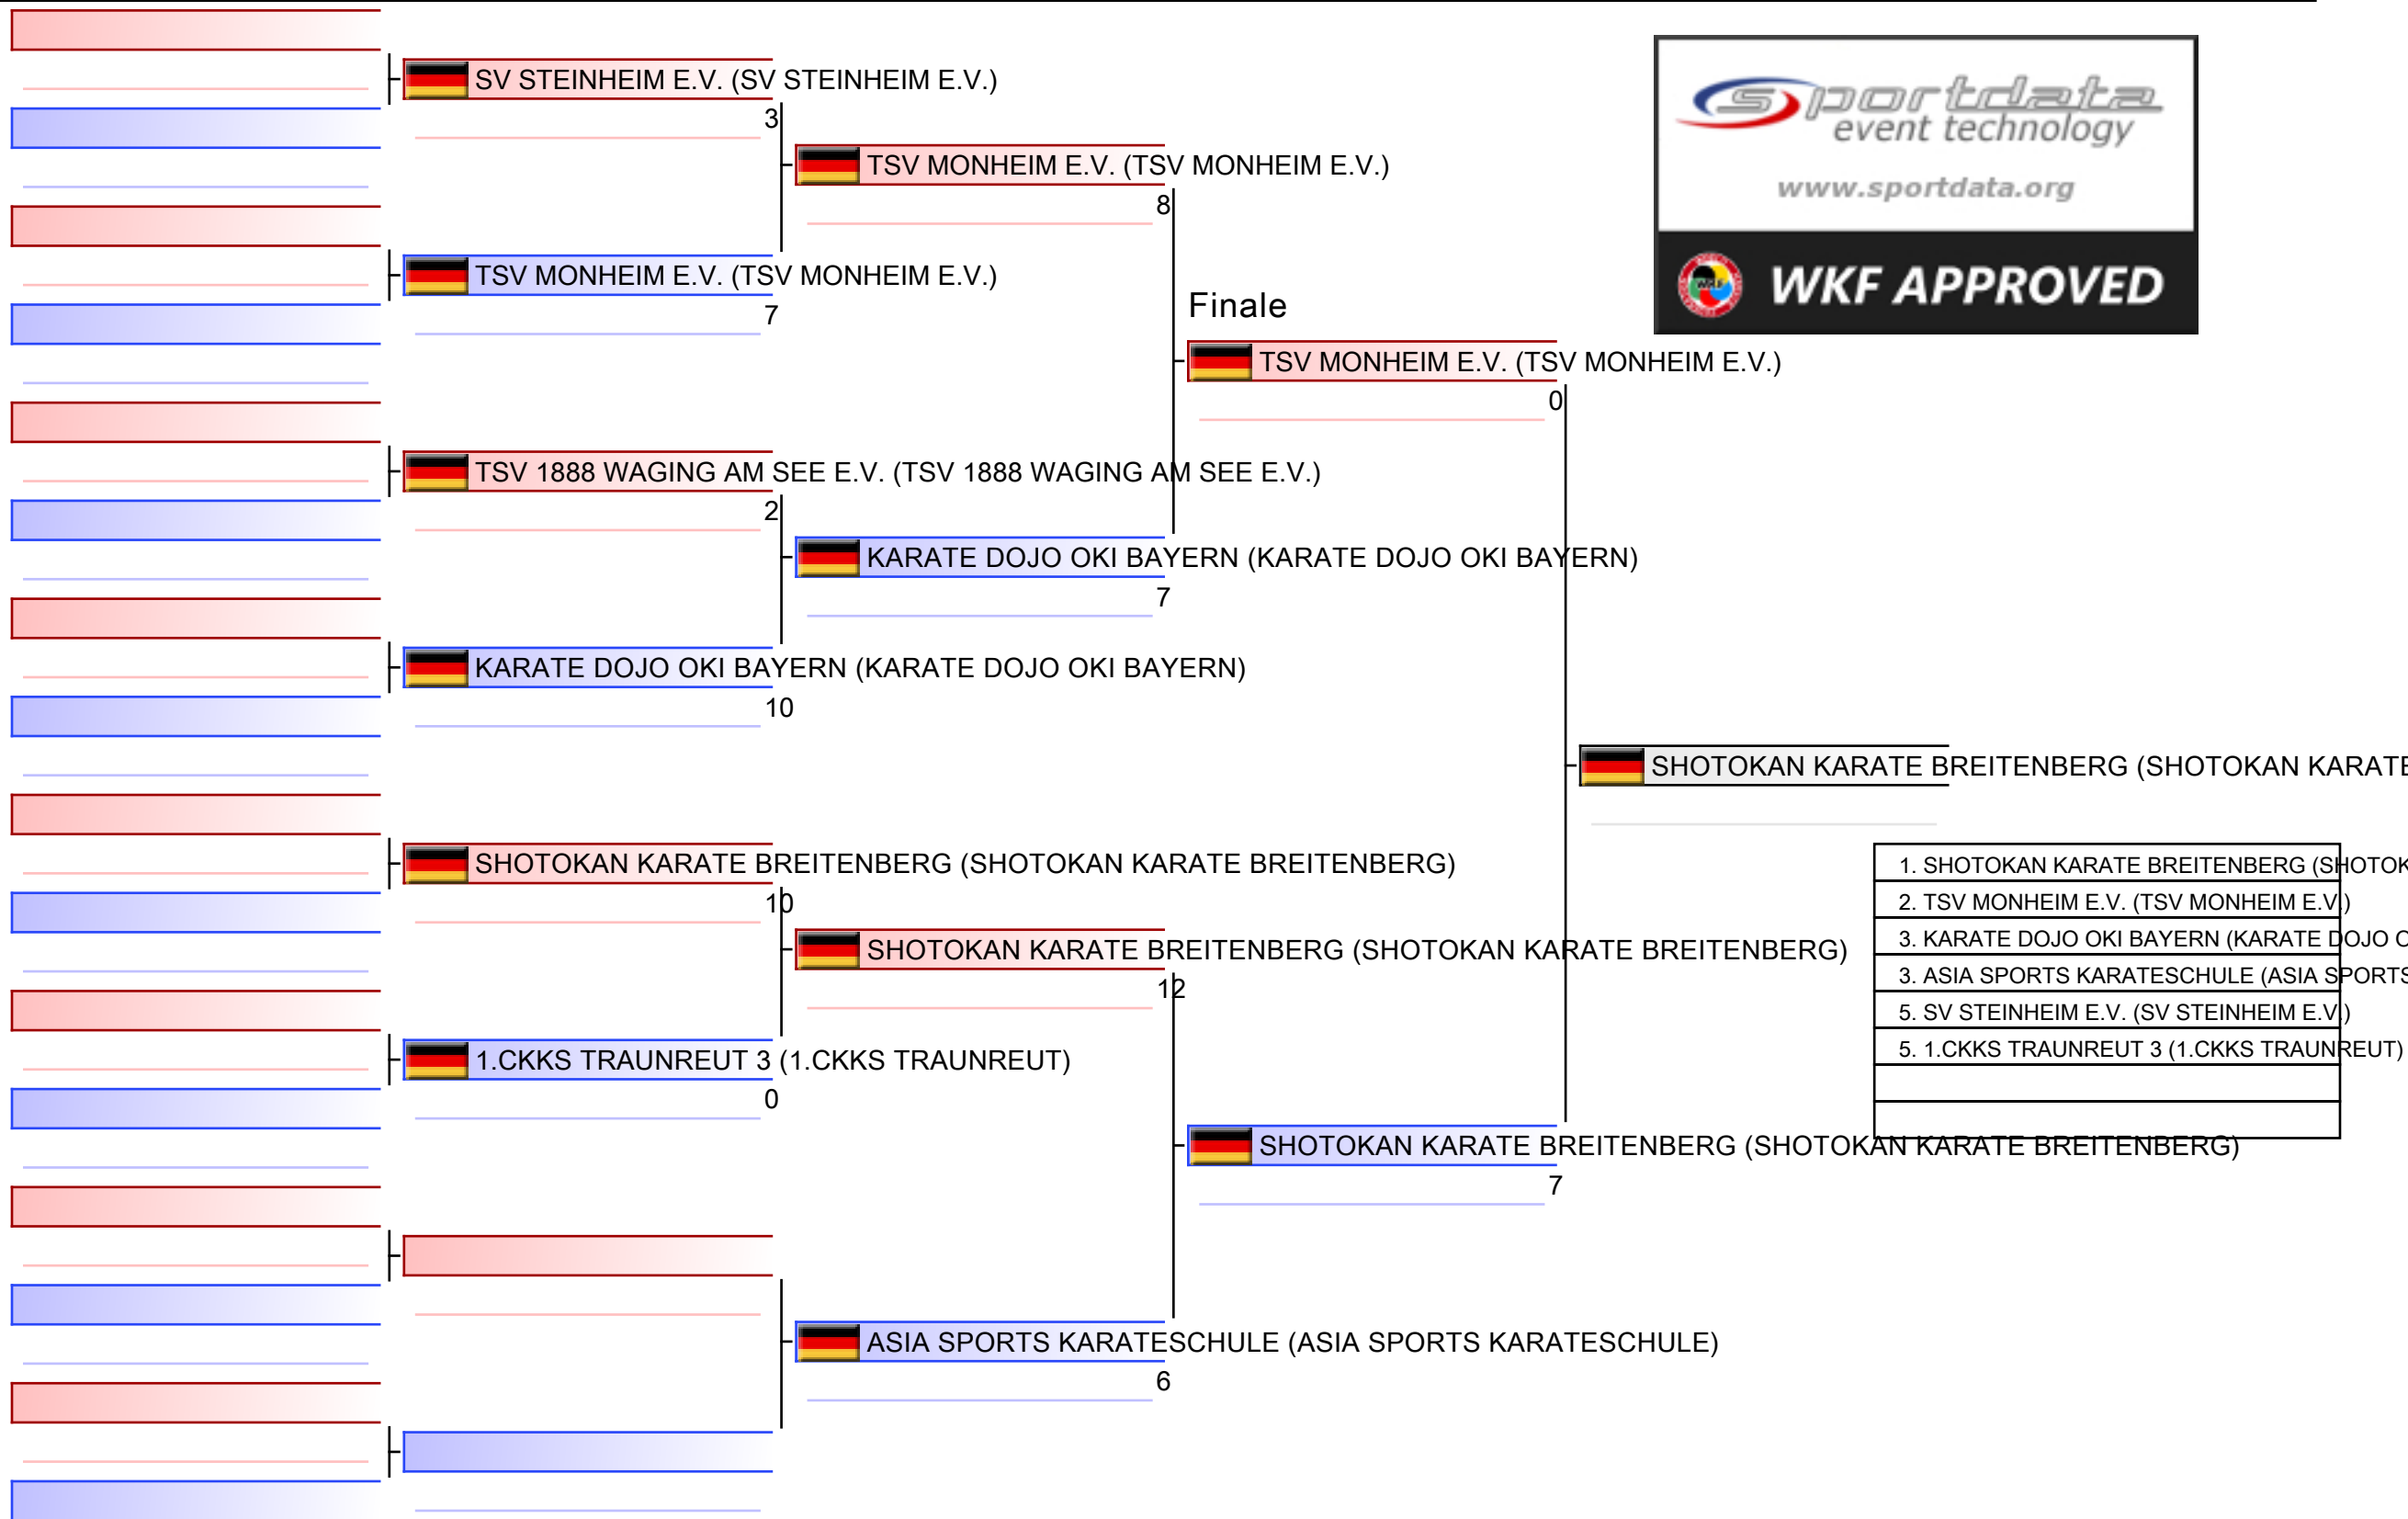 SV STEINHEIM E.V. (SV STEINHEIM E.V.)
3
TSV MONHEIM E.V. (TSV MONHEIM E.V.)
7
TSV 1888 WAGING AM SEE E.V. (TSV 1888 WAGING AM SEE E.V.)
2
KARATE DOJO OKI BAYERN (KARATE DOJO OKI BAYERN)
10
SHOTOKAN KARATE BREITENBERG (SHOTOKAN KARATE BREITENBERG)
10
1.CKKS TRAUNREUT 3 (1.CKKS TRAUNREUT)
0
TSV MONHEIM E.V. (TSV MONHEIM E.V.)
8
KARATE DOJO OKI BAYERN (KARATE DOJO OKI BAYERN)
7
SHOTOKAN KARATE BREITENBERG (SHOTOKAN KARATE BREITENBERG)
12
ASIA SPORTS KARATESCHULE (ASIA SPORTS KARATESCHULE)
6
Finale
TSV MONHEIM E.V. (TSV MONHEIM E.V.)
0
SHOTOKAN KARATE BREITENBERG (SHOTOKAN KARATE BREITENBERG)
7
sportdata
event technology
www.sportdata.org
WKF APPROVED
SHOTOKAN KARATE BREITENBERG (SHOTOKAN KARATE
1. SHOTOKAN KARATE BREITENBERG (SHOTOK
2. TSV MONHEIM E.V. (TSV MONHEIM E.V.)
3. KARATE DOJO OKI BAYERN (KARATE DOJO O
3. ASIA SPORTS KARATESCHULE (ASIA SPORTS
5. SV STEINHEIM E.V. (SV STEINHEIM E.V.)
5. 1.CKKS TRAUNREUT 3 (1.CKKS TRAUNREUT)